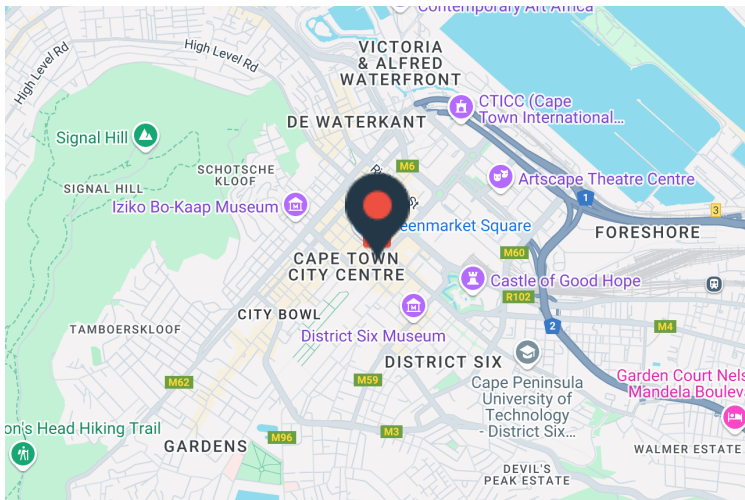 Contemporary Art Africa
High Level Rd
High Level Rd
VICTORIA
& ALFRED
WATERFRONT
CTICC (Cape
Town International...
DE WATERKANT
Signal Hill
M6
SCHOTSCHE
KLOOF
Artscape Theatre Centre
SIGNAL HILL
1
Iziko Bo-Kaap Museum
3
eenmarket Square
FORESHORE
M60
CAPE TOWN
CITY CENTRE
Castle of Good Hope
R102
CITY BOWL
TAMBOERSKLOOF
District Six Museum
2
M4
DISTRICT SIX
M62
M59
Cape Peninsula
University of
Technology
- District Six...
Garden Court Nels
Mandela Bouleva
on's Head Hiking Trail
M96
M3
GARDENS
WALMER ESTATE
DEVIL'S
PEAK ESTATE